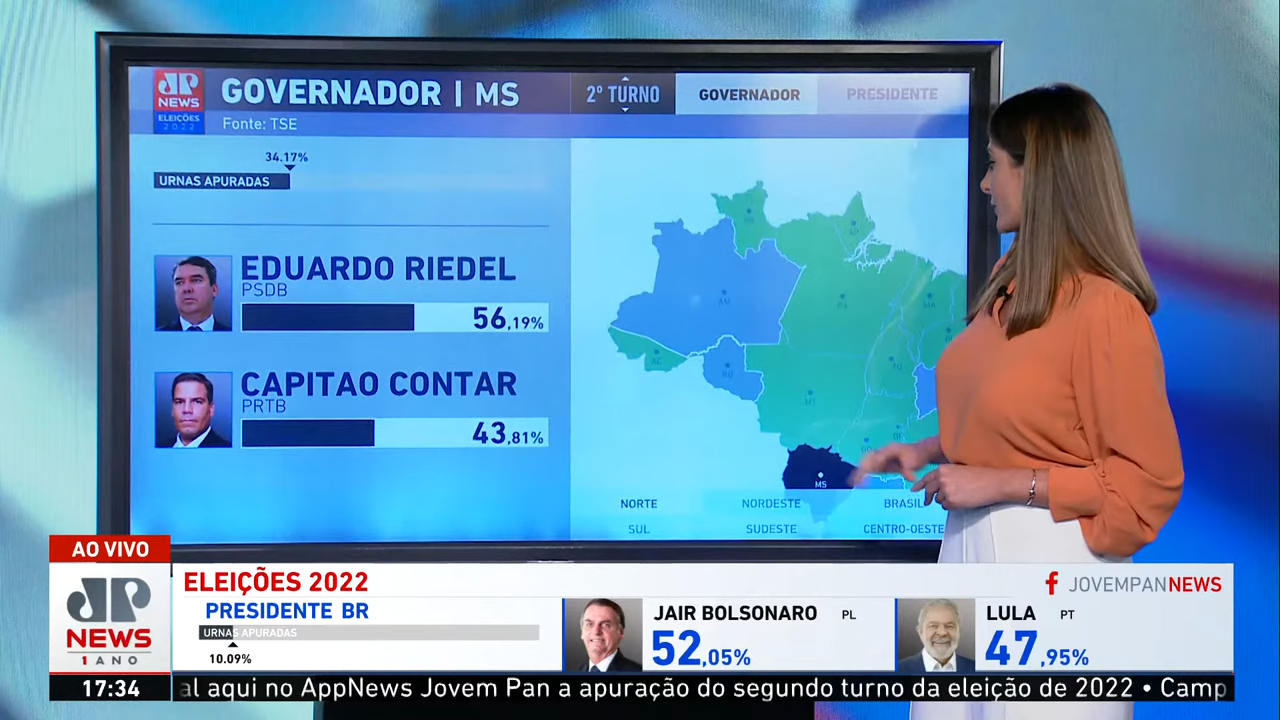 JP
NEWS
ELEIÇÕES
2022
GOVERNADOR | MS
Fonte: TSE
2º TURNO
GOVERNADOR
PRESIDENTE
34.17%
URNAS APURADAS
EDUARDO RIEDEL
PSDB
56,19%
CAPITAO CONTAR
PRTB
43,81%
AM
PA
MA
AC
MT
MS
NORTE
NORDESTE
BRASIL
SUL
SUDESTE
CENTRO-OESTE
AO VIVO
JP
NEWS
1 ANO
17:34
ELEIÇÕES 2022
JOVEMPANNEWS
PRESIDENTE BR
URNAS APURADAS
10.09%
JAIR BOLSONARO PL
52,05%
LULA PT
47,95%
al aqui no AppNews Jovem Pan a apuração do segundo turno da eleição de 2022 • Camp